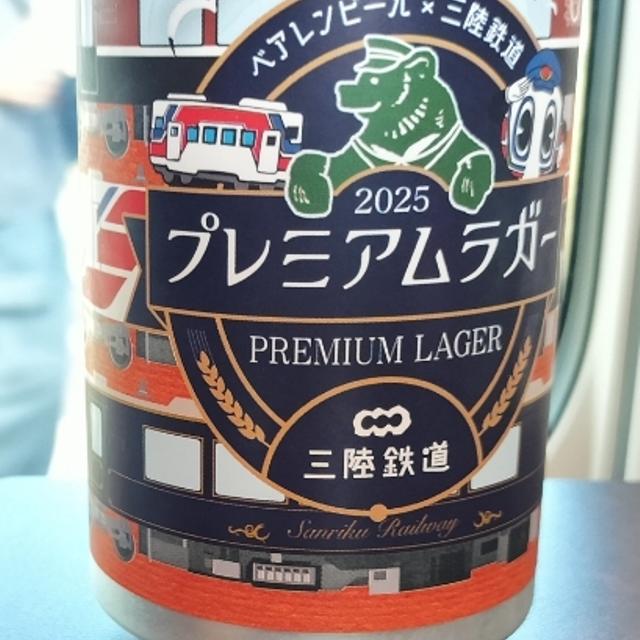 ベアレンビール × 三陸鉄道
2025
プレミアムラガー
PREMIUM LAGER
三陸鉄道
Sanriku Railway